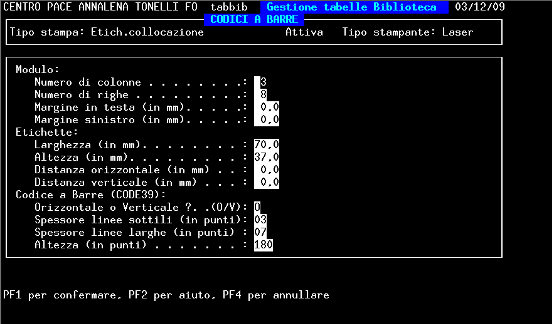 CENTRO PACE ANNALENA TONELLI FO tabbib Gestione tabelle Biblioteca 03/12/09
CODICI A BARRE
Tipo stampa: Etich.collocazione Attiva Tipo stampante: Laser
Modulo:
Numero di colonne . . . . . . . . : 3
Numero di righe . . . . . . . . . : 8
Margine in testa (in mm) . . . . . : 0,0
Margine sinistro (in mm) . . . . . : 0,0
Etichette:
Larghezza (in mm). . . . . . . . : 70,0
Altezza (in mm). . . . . . . . . : 37,0
Distanza orizzontale (in mm) . . : 0,0
Distanza verticale (in mm) . . . : 0,0
Codice a Barre (CODE39):
Orizzontale o Verticale ?. .(O/V): O
Spessore linee sottili (in punti): 03
Spessore linee larghe (in punti) : 07
Altezza (in punti) . . . . . . . : 180
PF1 per confermare, PF2 per aiuto, PF4 per annullare